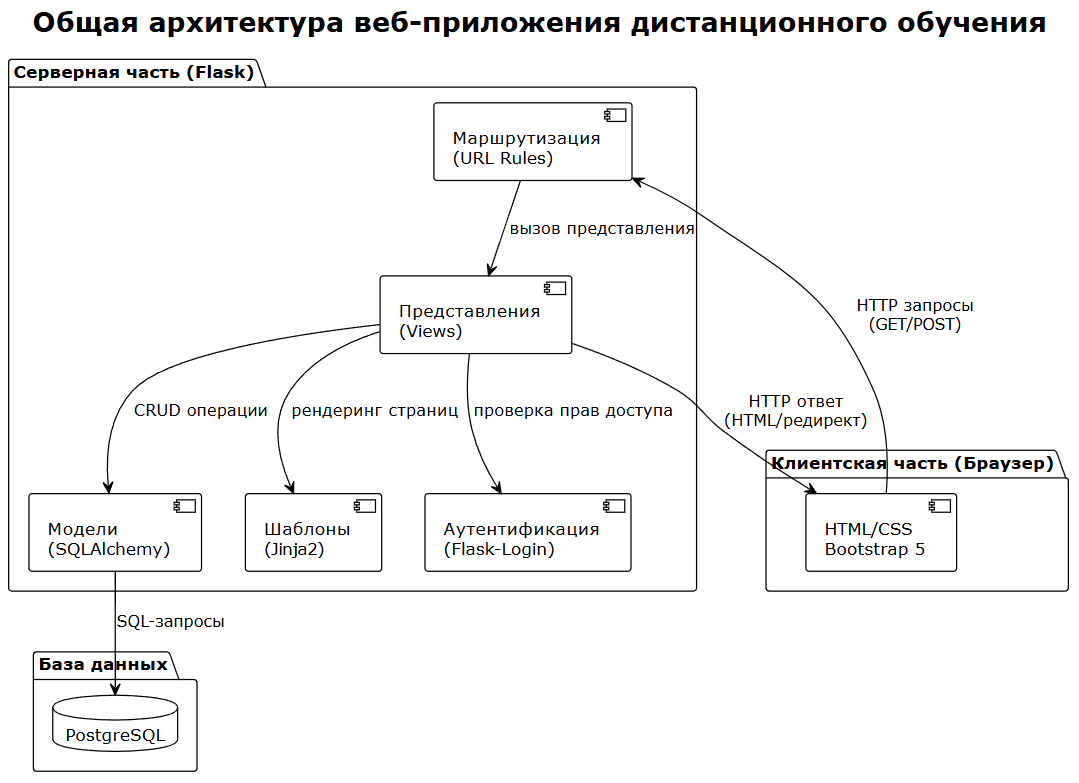 Общая архитектура веб-приложения дистанционного обучения
Серверная часть (Flask)
Маршрутизация
(URL Rules)
вызов представления
HTTP запросы
(GET/POST)
Представления
(Views)
CRUD операции
рендеринг страниц
проверка прав доступа
HTTP ответ
(HTML/редирект)
Клиентская часть (Браузер)
Модели
(SQLAlchemy)
Шаблоны
(Jinja2)
Аутентификация
(Flask-Login)
HTML/CSS
Bootstrap 5
SQL-запросы
База данных
PostgreSQL